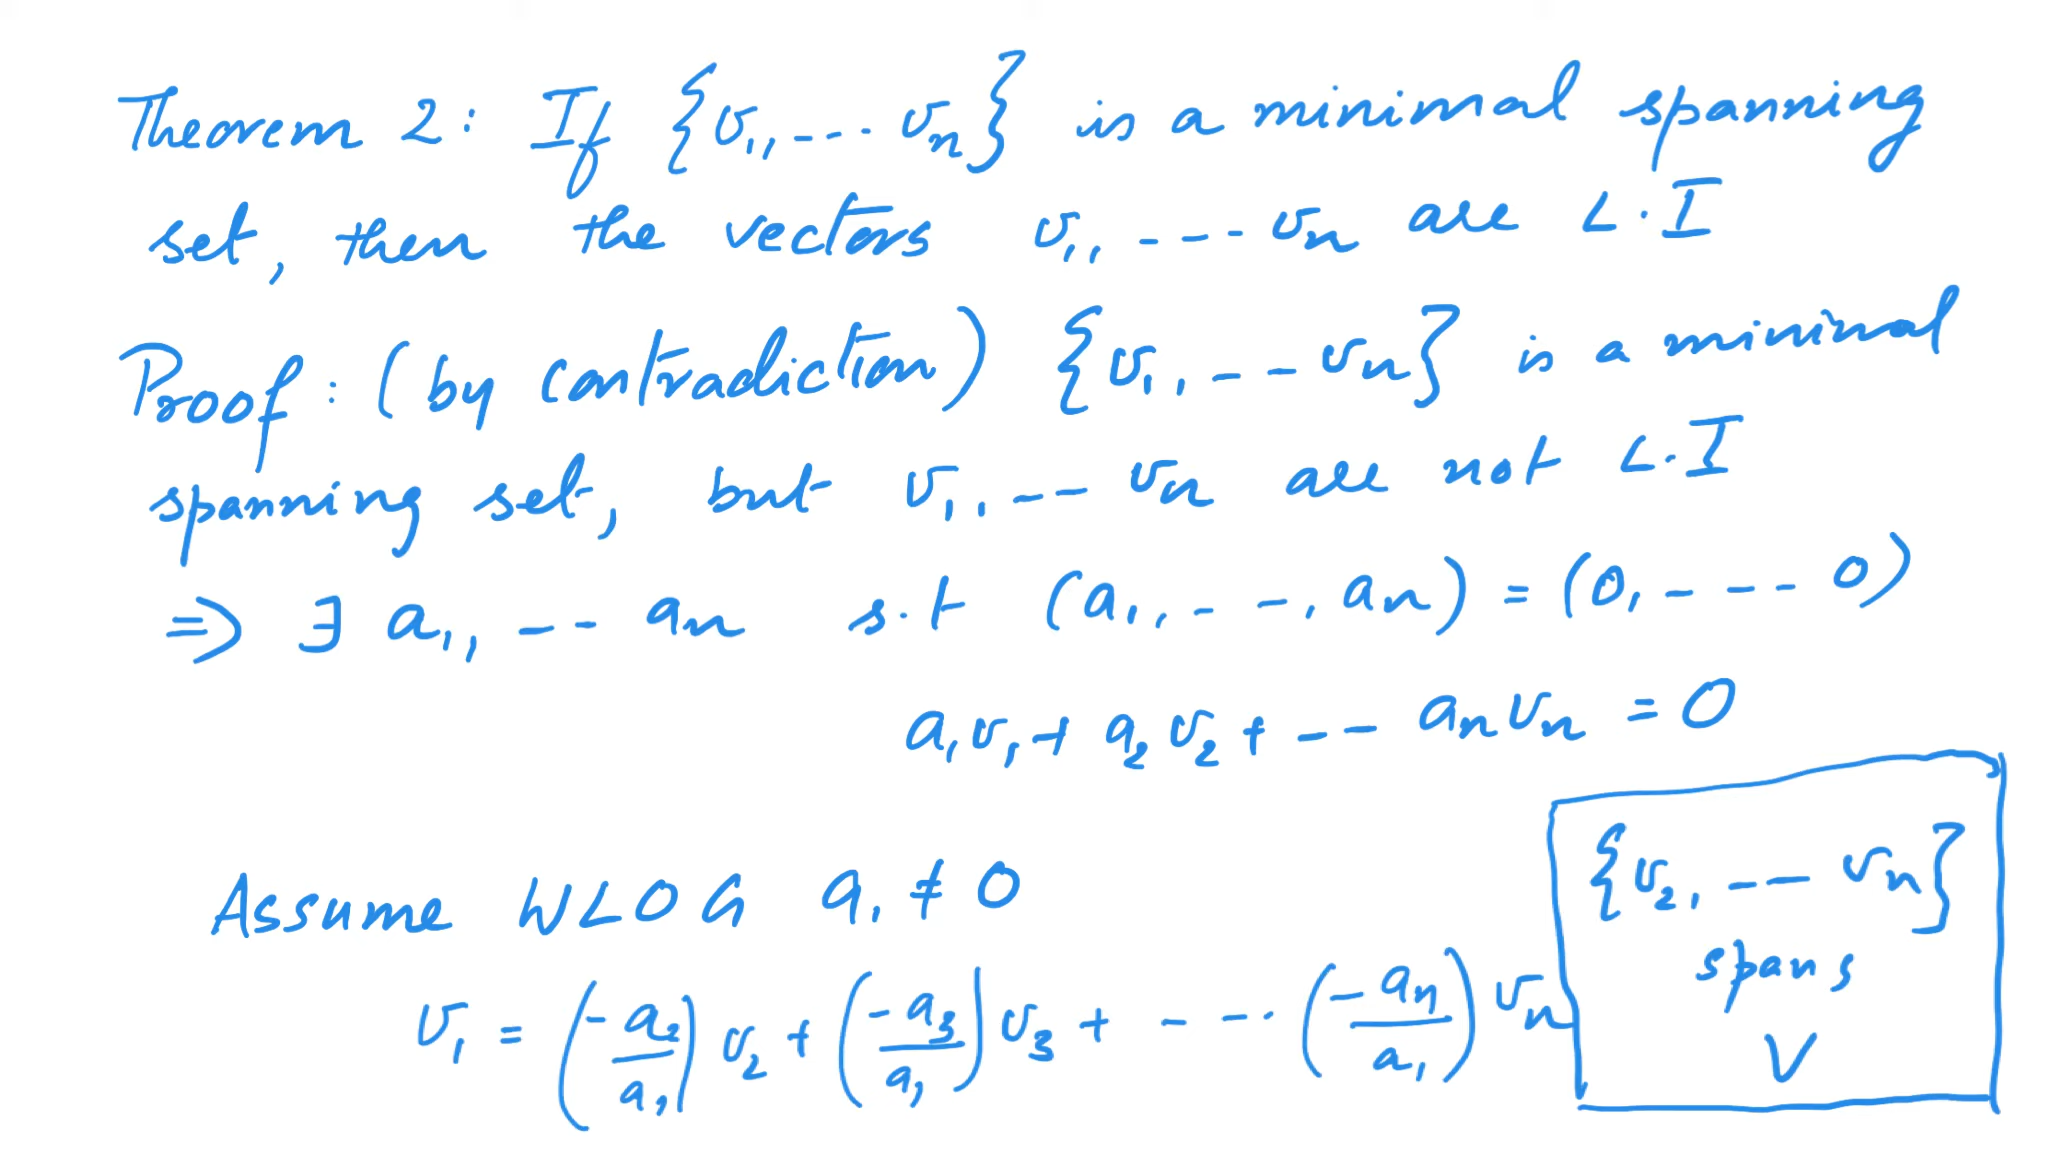 Theorem 2: If {v₁, --- vₙ} is a minimal spanning
set, then the vectors v₁, ---- vₙ are L.I
Proof: (by contradiction) {v₁, -- vₙ} is a minimal
spanning set, but v₁, -- vₙ are not L.I
⇒ ∃ a₁, -- aₙ s.t (a₁, --, aₙ) = (0, --- 0)
a₁v₁ + a₂v₂ + -- aₙvₙ = 0
Assume WLOG a₁ ≠ 0
v₁ = (-a₂/a₁) v₂ + (-a₃/a₁) v₃ + ---- (-aₙ/a₁) vₙ
{v₂, -- vₙ}
spans
V